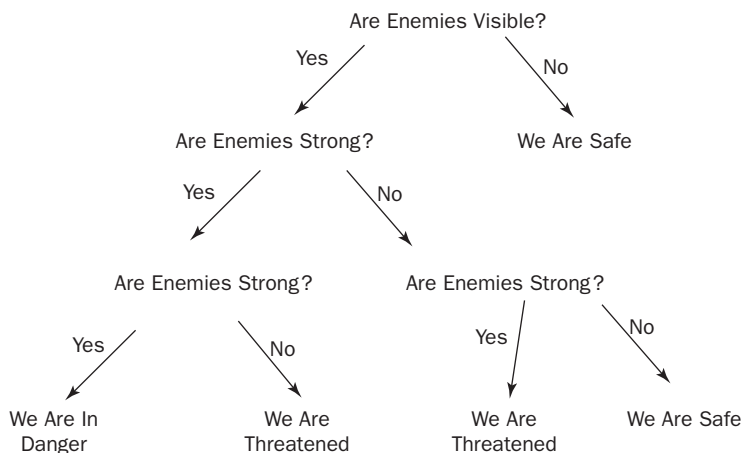 Are Enemies Visible?
Yes
No
Are Enemies Strong?
We Are Safe
Yes
No
Are Enemies Strong?
Are Enemies Strong?
Yes
No
Yes
No
We Are In
Danger
We Are
Threatened
We Are
Threatened
We Are Safe